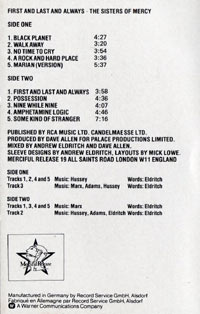 FIRST AND LAST AND ALWAYS - THE SISTERS OF MERCY
SIDE ONE
1. BLACK PLANET 4:27
2. WALK AWAY 3:20
3. NO TIME TO CRY 3:54
4. A ROCK AND HARD PLACE 3:36
5. MARIAN (VERSION) 5:37
SIDE TWO
1. FIRST AND LAST AND ALWAYS 3:58
2. POSSESSION 4:36
3. NINE WHILE NINE 4:07
4. AMPHETAMINE LOGIC 4:46
5. SOME KIND OF STRANGER 7:16
PUBLISHED BY RCA MUSIC LTD. CANDELMAESSE LTD.
PRODUCED BY DAVE ALLEN FOR PALACE PRODUCTIONS LIMITED.
MIXED BY ANDREW ELDRITCH AND DAVE ALLEN.
SLEEVE DESIGNS BY ANDREW ELDRITCH, LAYOUTS BY MICK LOWE.
MERCIFUL RELEASE 19 ALL SAINTS ROAD LONDON W11 ENGLAND
SIDE ONE
Tracks 1, 2, 4 and 5 Music: Hussey Words: Eldritch
Track 3 Music: Marx, Adams, Hussey Words: Eldritch
SIDE TWO
Tracks 1, 3, 4 and 5 Music: Marx Words: Eldritch
Track 2 Music: Hussey, Adams, Eldritch Words: Eldritch
Merciful Release
Manufactured in Germany by Record Service GmbH, Alsdorf
Fabriqué en Allemagne par Record Service GmbH, Alsdorf
A Warner Communications Company